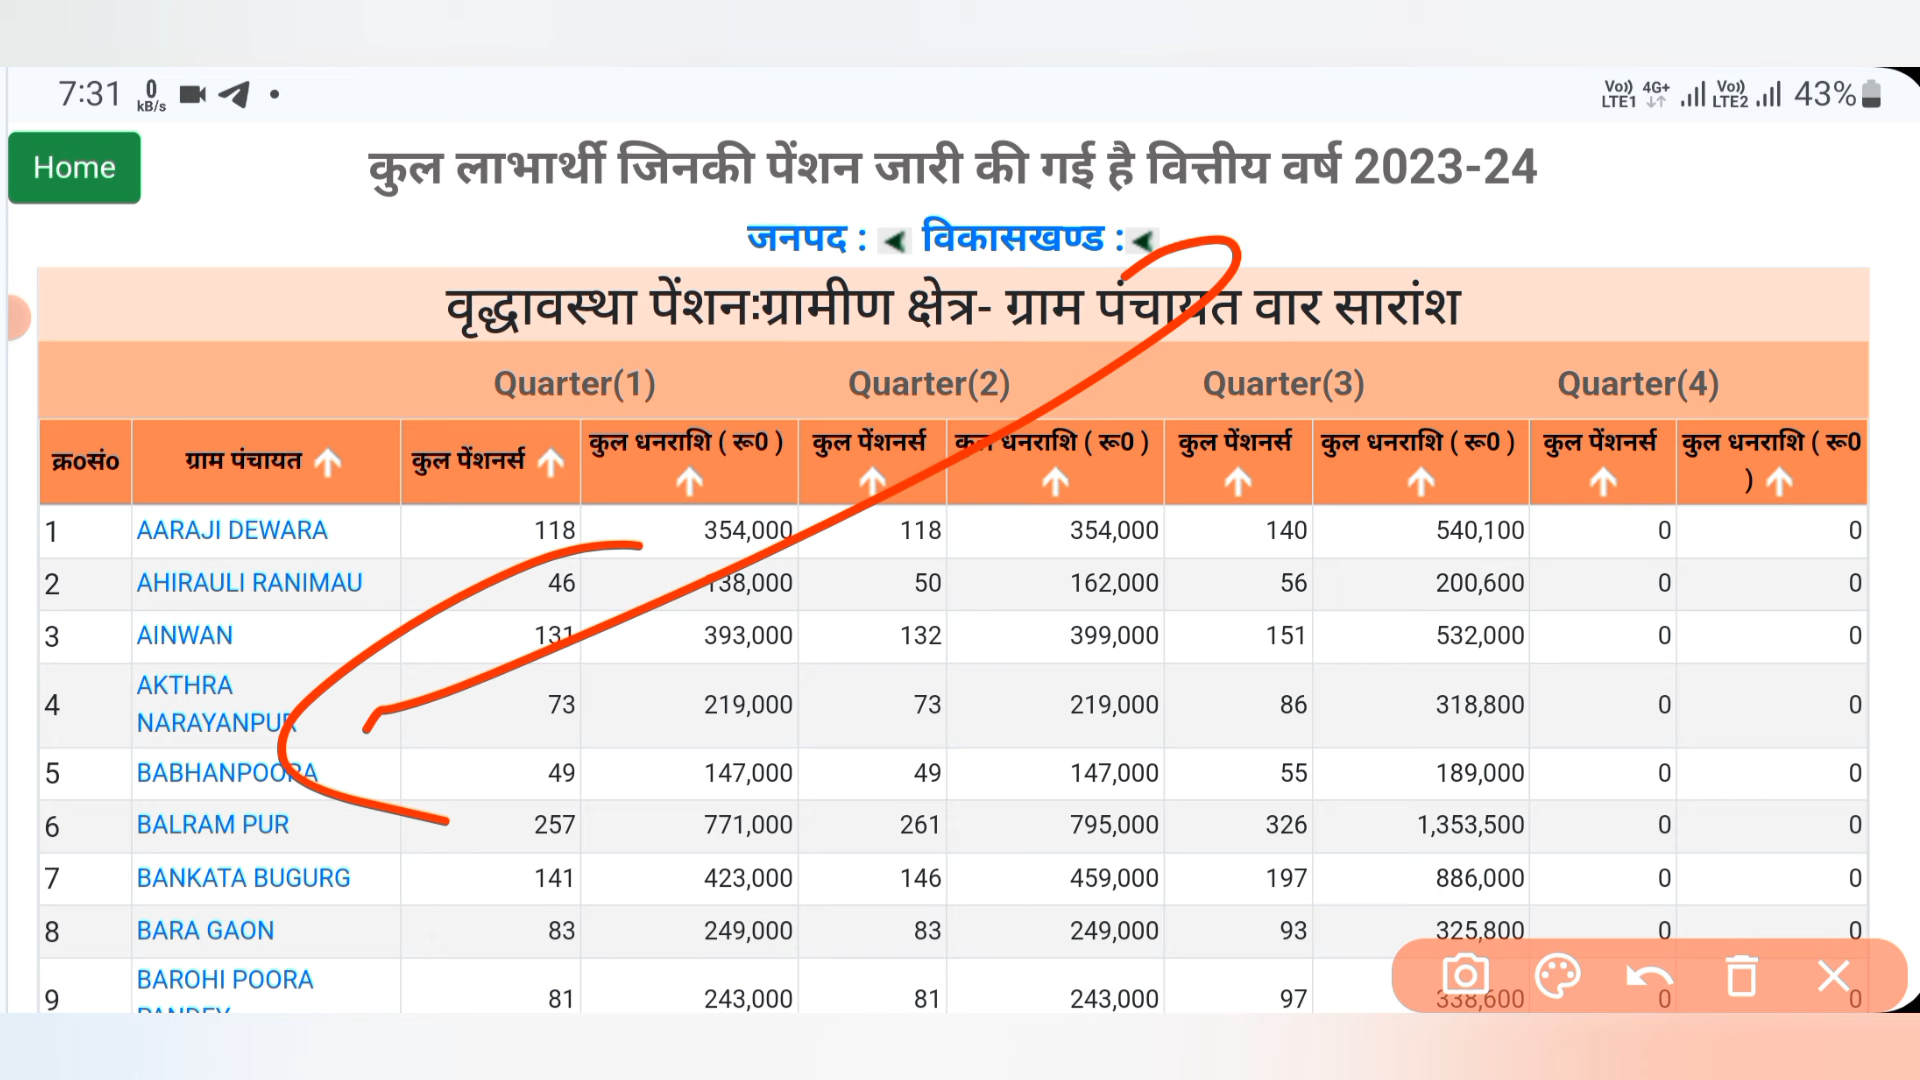 7:31 0 kB/s Vo)) LTE1 4G+ Vo)) LTE2 43%
Home
कुल लाभार्थी जिनकी पेंशन जारी की गई है वित्तीय वर्ष 2023-24
जनपद : विकासखण्ड :
वृद्धावस्था पेंशन:ग्रामीण क्षेत्र- ग्राम पंचायत वार सारांश
Quarter(1) Quarter(2) Quarter(3) Quarter(4)
क्र०सं० ग्राम पंचायत कुल पेंशनर्स कुल धनराशि ( रू0 ) कुल पेंशनर्स कुल धनराशि ( रू0 ) कुल पेंशनर्स कुल धनराशि ( रू0 ) कुल पेंशनर्स कुल धनराशि ( रू0 )
1 AARAJI DEWARA 118 354,000 118 354,000 140 540,100 0 0
2 AHIRAULI RANIMAU 46 138,000 50 162,000 56 200,600 0 0
3 AINWAN 131 393,000 132 399,000 151 532,000 0 0
4 AKTHRA NARAYANPUR 73 219,000 73 219,000 86 318,800 0 0
5 BABHANPOORA 49 147,000 49 147,000 55 189,000 0 0
6 BALRAM PUR 257 771,000 261 795,000 326 1,353,500 0 0
7 BANKATA BUGURG 141 423,000 146 459,000 197 886,000 0 0
8 BARA GAON 83 249,000 83 249,000 93 325,800 0 0
9 BAROHI POORA 81 243,000 81 243,000 97 338,600 0 0